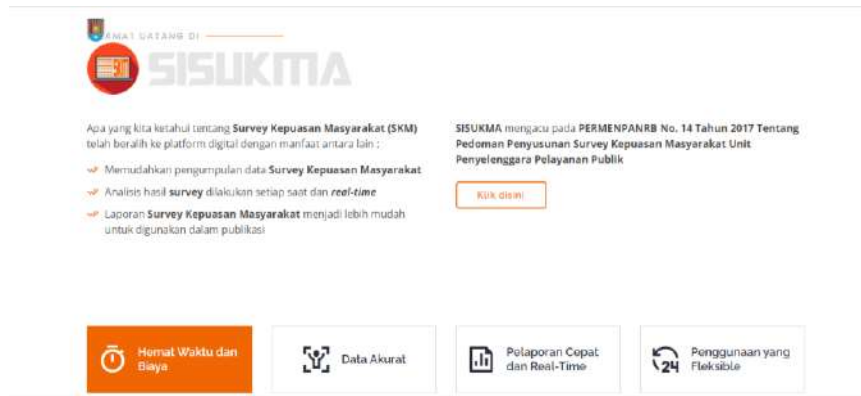 AMAT DATANG DI
SISUKMA
Apa yang kita ketahui tentang Survey Kepuasan Masyarakat (SKM)
telah beralih ke platform digital dengan manfaat antara lain :
Memudahkan pengumpulan data Survey Kepuasan Masyarakat
Analisis hasil survey dilakukan setiap saat dan real-time
Laporan Survey Kepuasan Masyarakat menjadi lebih mudah
untuk digunakan dalam publikasi
SISUKMA mengacu pada PERMENPANRB No. 14 Tahun 2017 Tentang
Pedoman Penyusunan Survey Kepuasan Masyarakat Unit
Penyelenggara Pelayanan Publik
Klik disini
Hemat Waktu dan
Biaya
Data Akurat
Pelaporan Cepat
dan Real-Time
24
Penggunaan yang
Fleksible